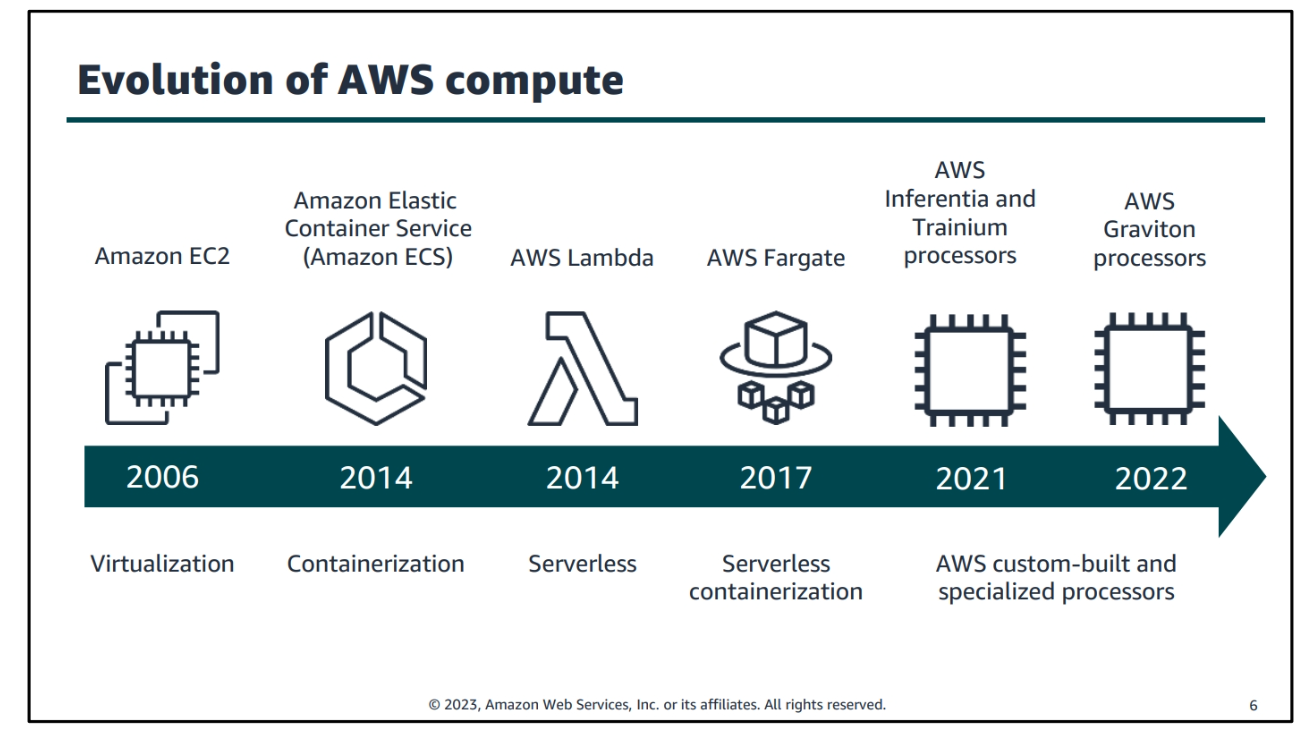 Evolution of AWS compute
Amazon EC2
Amazon Elastic
Container Service
(Amazon ECS)
AWS Lambda
AWS Fargate
AWS
Inferentia and
Trainium
processors
AWS
Graviton
processors
2006
2014
2014
2017
2021
2022
Virtualization
Containerization
Serverless
Serverless
containerization
AWS custom-built and
specialized processors
© 2023, Amazon Web Services, Inc. or its affiliates. All rights reserved.
6